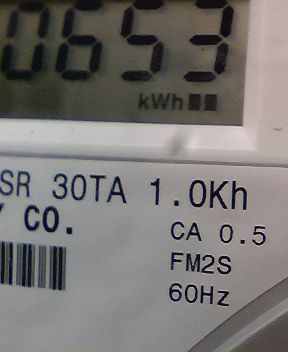 0653
kWh
SR 30TA 1.0Kh
Y CO.
CA 0.5
FM2S
60Hz